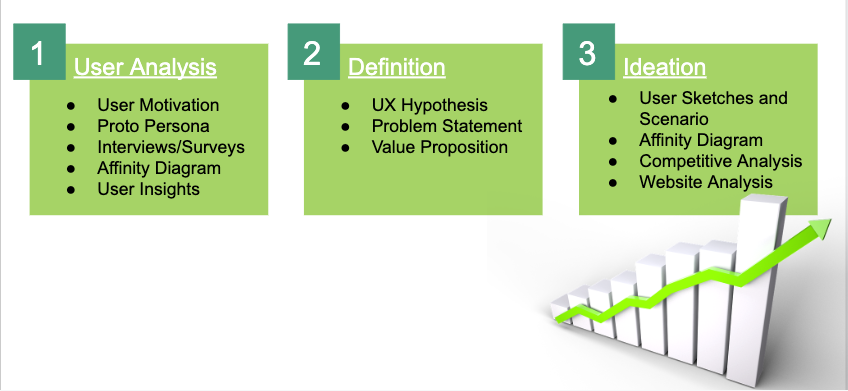 1
User Analysis
● User Motivation
● Proto Persona
● Interviews/Surveys
● Affinity Diagram
● User Insights
2
Definition
● UX Hypothesis
● Problem Statement
● Value Proposition
3
Ideation
● User Sketches and
Scenario
● Affinity Diagram
● Competitive Analysis
● Website Analysis